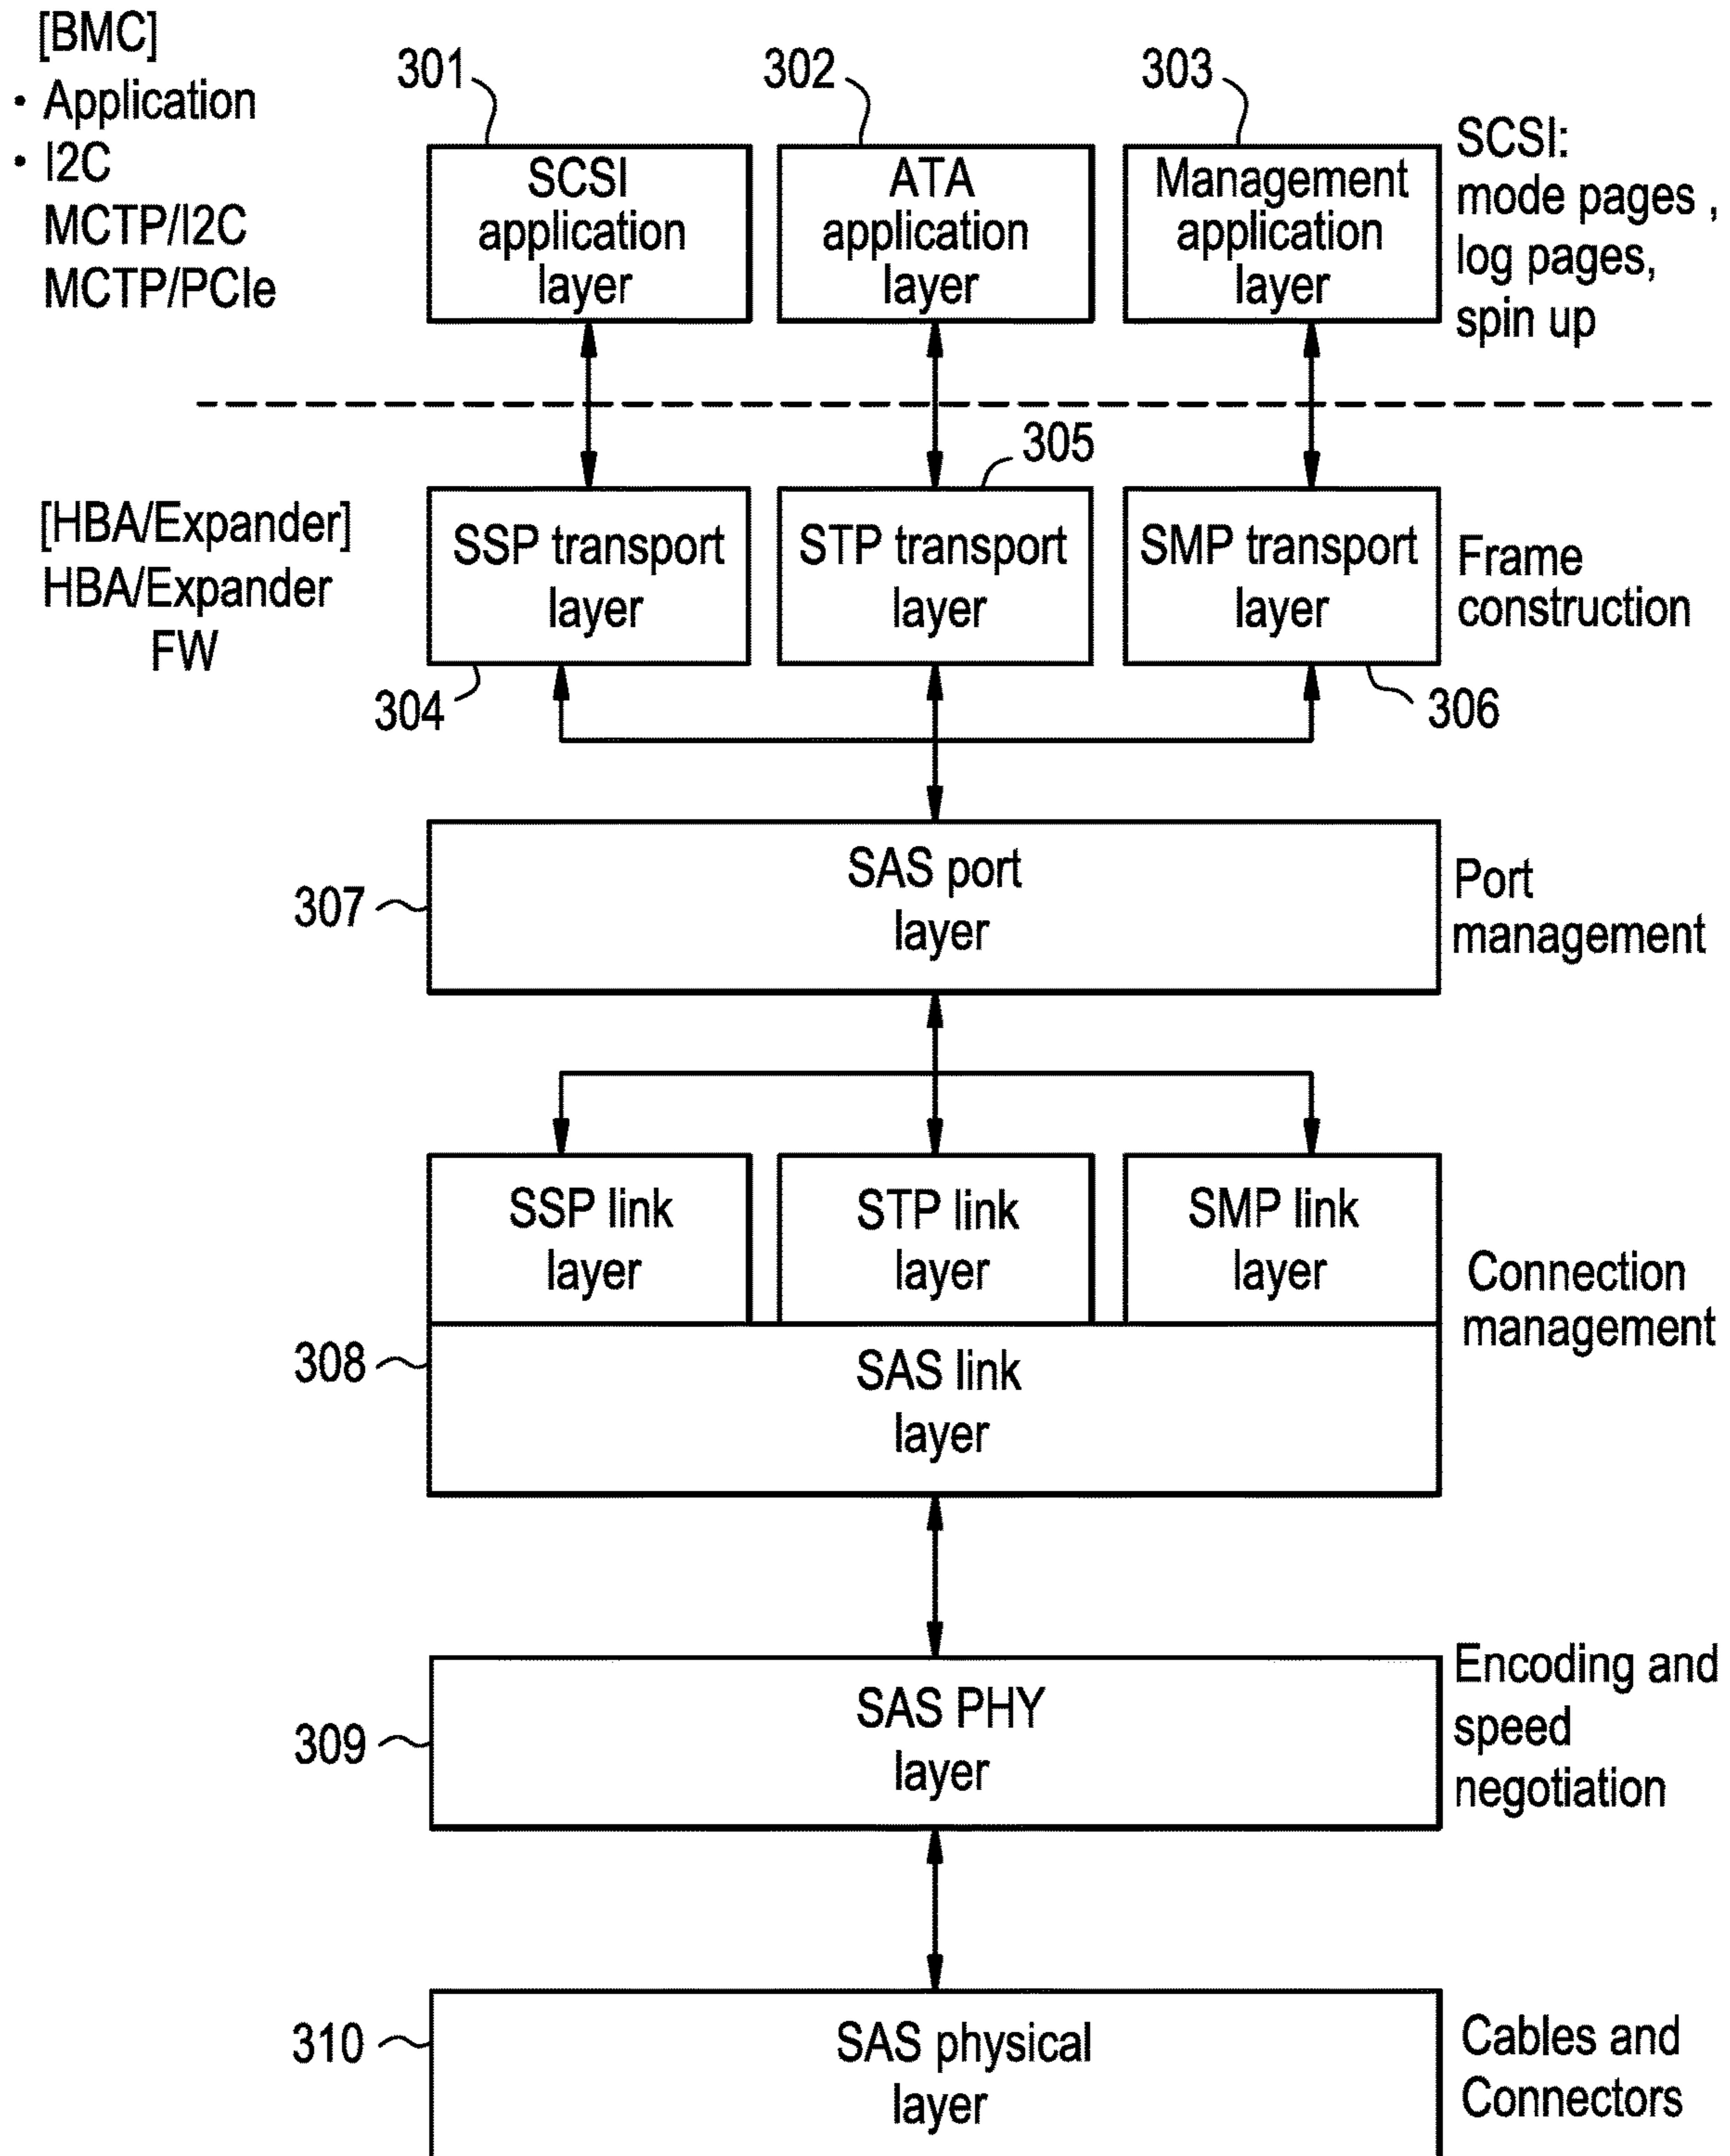 [BMC]
· Application
· I2C
MCTP/I2C
MCTP/PCIe
301
302
303
SCSI
application
layer
ATA
application
layer
Management
application
layer
SCSI:
mode pages ,
log pages,
spin up
[HBA/Expander]
HBA/Expander
FW
305
SSP transport
layer
STP transport
layer
SMP transport
layer
Frame
construction
304
306
307
SAS port
layer
Port
management
SSP link
layer
STP link
layer
SMP link
layer
Connection
management
308
SAS link
layer
309
SAS PHY
layer
Encoding and
speed
negotiation
310
SAS physical
layer
Cables and
Connectors